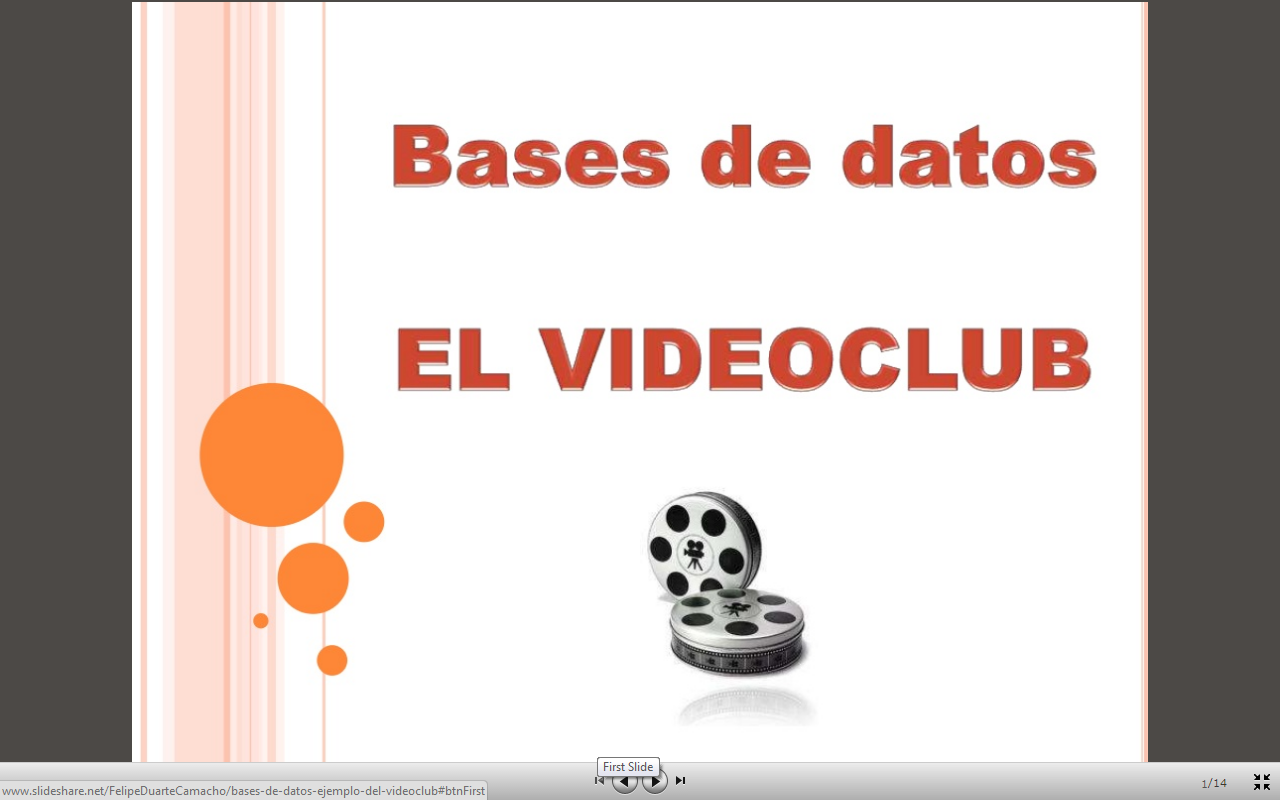 Bases de datos
EL VIDEOCLUB
First Slide
www.slideshare.net/FelipeDuarteCamacho/bases-de-datos-ejemplo-del-videoclub#btnFirst
1/14